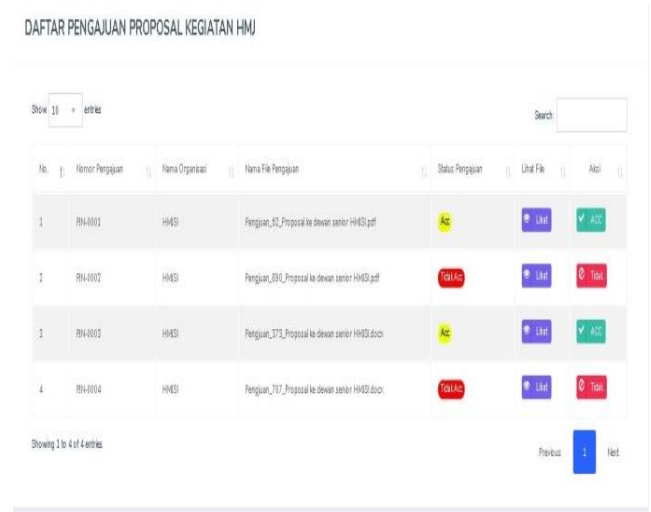 DAFTAR PENGAJUAN PROPOSAL KEGIATAN HMJ
Show 10 entries
Search:
No. Nomor Pengajuan Nama Organisasi Nama File Pengajuan Status Pengajuan Lihat File Aksi
1 PIN-0001 HMSI Pengjuan_62_Proposal ke dewan senior HMSI.pdf Acc Lihat ACC
2 PIN-0002 HMSI Pengjuan_890_Proposal ke dewan senior HMSI.pdf Tidak Acc Lihat Tidak
3 PIN-0003 HMSI Pengjuan_373_Proposal ke dewan senior HMSI.docx Acc Lihat ACC
4 PIN-0004 HMSI Pengjuan_707_Proposal ke dewan senior HMSI.docx Tidak Acc Lihat Tidak
Showing 1 to 4 of 4 entries
Previous 1 Next